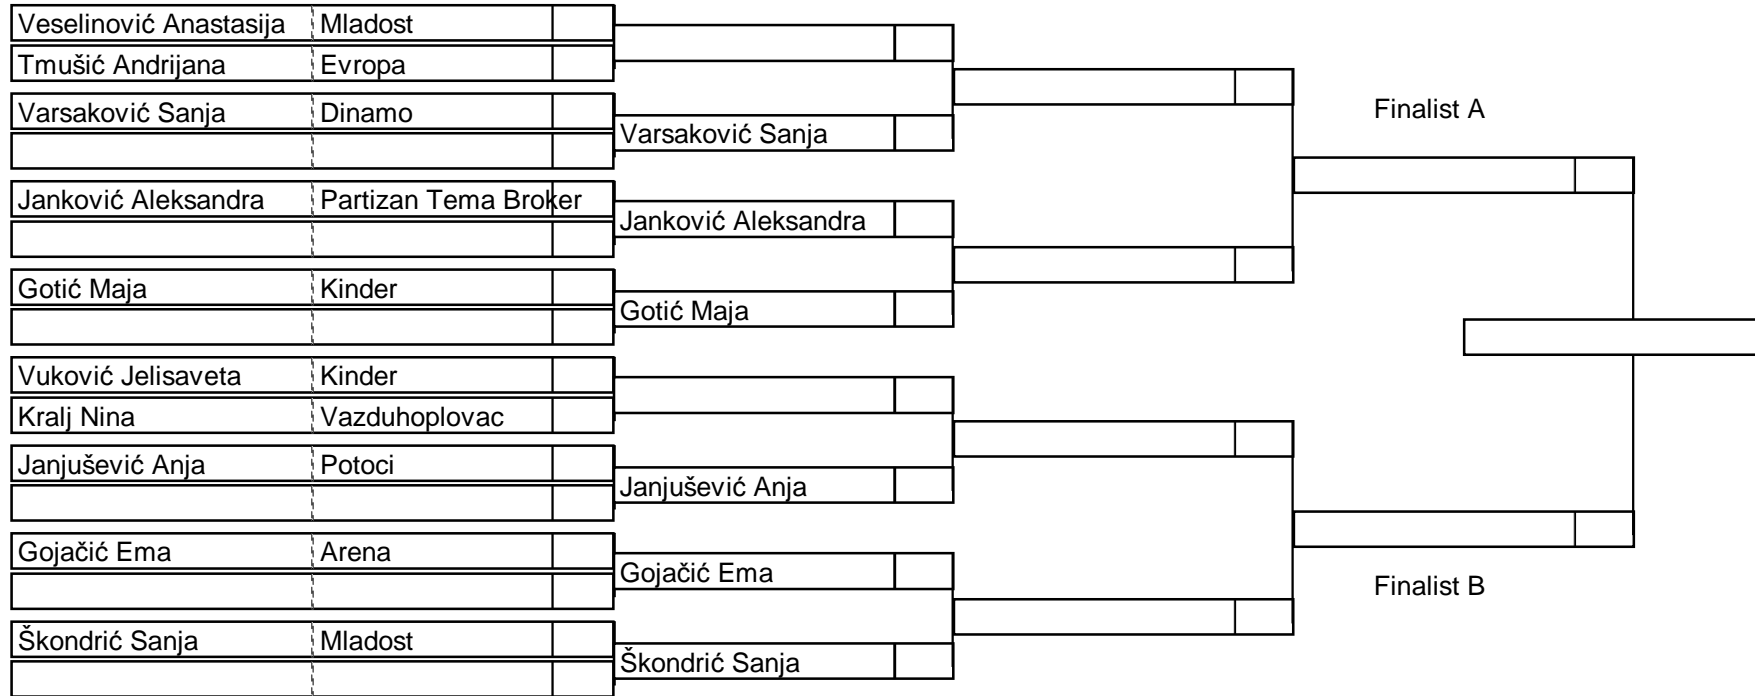 Veselinović Anastasija Mladost
Tmušić Andrijana Evropa
Varsaković Sanja Dinamo
Varsaković Sanja
Finalist A
Janković Aleksandra Partizan Tema Broker
Janković Aleksandra
Gotić Maja Kinder
Gotić Maja
Vuković Jelisaveta Kinder
Kralj Nina Vazduhoplovac
Janjušević Anja Potoci
Janjušević Anja
Gojačić Ema Arena
Gojačić Ema
Finalist B
Škondrić Sanja Mladost
Škondrić Sanja